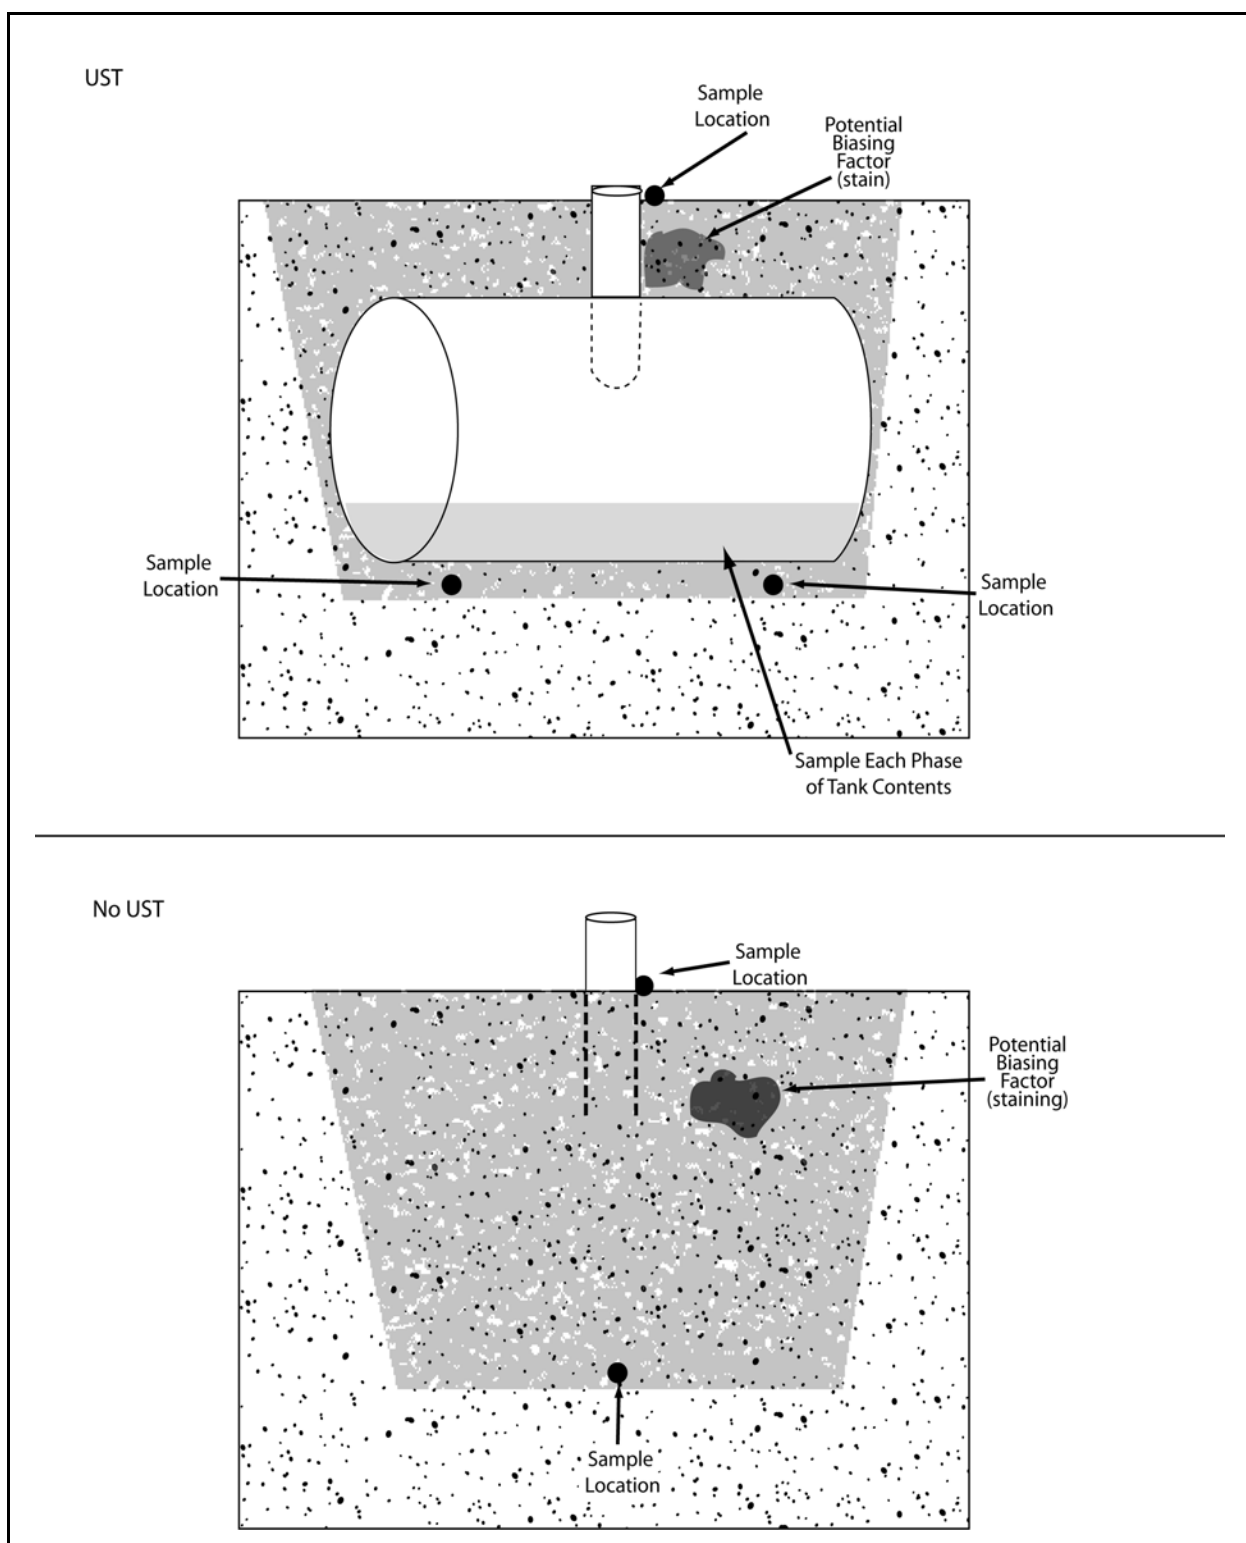 UST
Sample
Location
Potential
Biasing
Factor
(stain)
Sample
Location
Sample
Location
Sample Each Phase
of Tank Contents
No UST
Sample
Location
Potential
Biasing
Factor
(staining)
Sample
Location